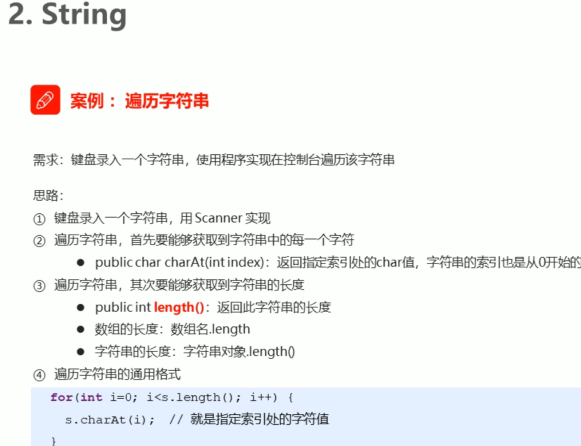 2. String
案例：遍历字符串
需求：键盘录入一个字符串，使用程序实现在控制台遍历该字符串
思路：
① 键盘录入一个字符串，用 Scanner 实现
② 遍历字符串，首先要能够获取到字符串中的每一个字符
● public char charAt(int index)：返回指定索引处的char值，字符串的索引也是从0开始的
③ 遍历字符串，其次要能够获取到字符串的长度
● public int length()：返回此字符串的长度
● 数组的长度：数组名.length
● 字符串的长度：字符串对象.length()
④ 遍历字符串的通用格式
for(int i=0; i<s.length(); i++) {
s.charAt(i); // 就是指定索引处的字符值
}